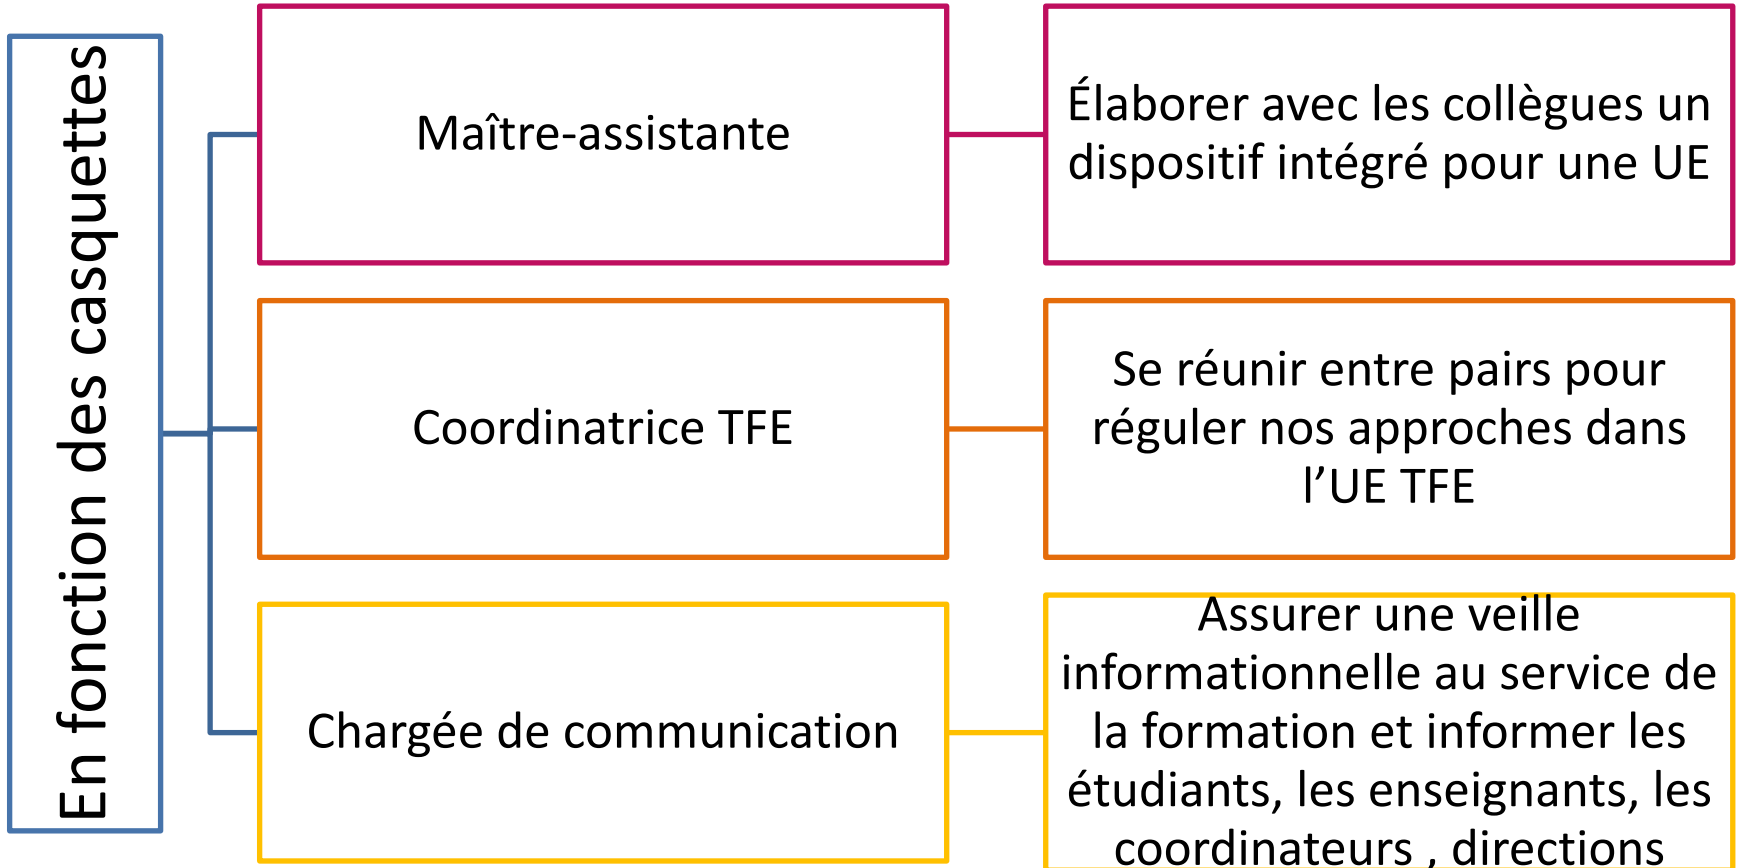 En fonction des casquettes
Maître-assistante
Élaborer avec les collègues un
dispositif intégré pour une UE
Coordinatrice TFE
Se réunir entre pairs pour
réguler nos approches dans
l’UE TFE
Chargée de communication
Assurer une veille
informationnelle au service de
la formation et informer les
étudiants, les enseignants, les
coordinateurs , directions